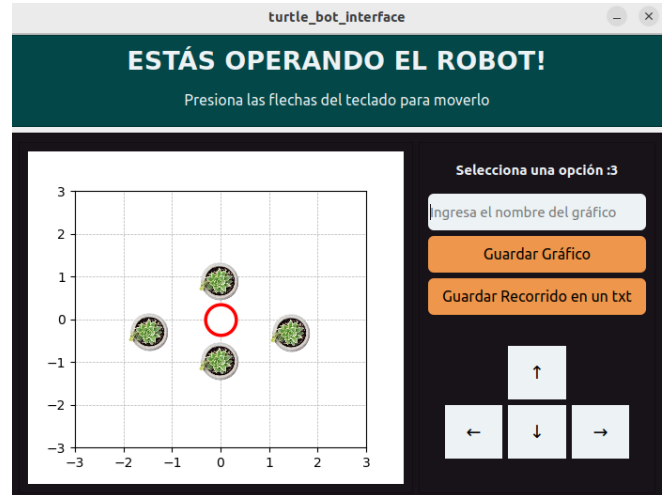 turtle_bot_interface
ESTÁS OPERANDO EL ROBOT!
Presiona las flechas del teclado para moverlo
Selecciona una opción :3
Ingresa el nombre del gráfico
Guardar Gráfico
Guardar Recorrido en un txt
↑
← ↓ →
3
2
1
0
−1
−2
−3
−3 −2 −1 0 1 2 3